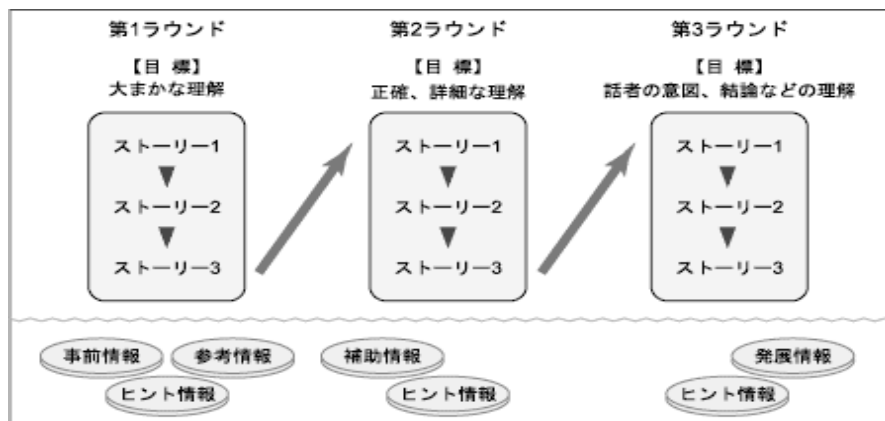 第1ラウンド
【目 標】
大まかな理解
ストーリー1
ストーリー2
ストーリー3
第2ラウンド
【目 標】
正確、詳細な理解
ストーリー1
ストーリー2
ストーリー3
第3ラウンド
【目 標】
話者の意図、結論などの理解
ストーリー1
ストーリー2
ストーリー3
事前情報
参考情報
ヒント情報
補助情報
ヒント情報
発展情報
ヒント情報